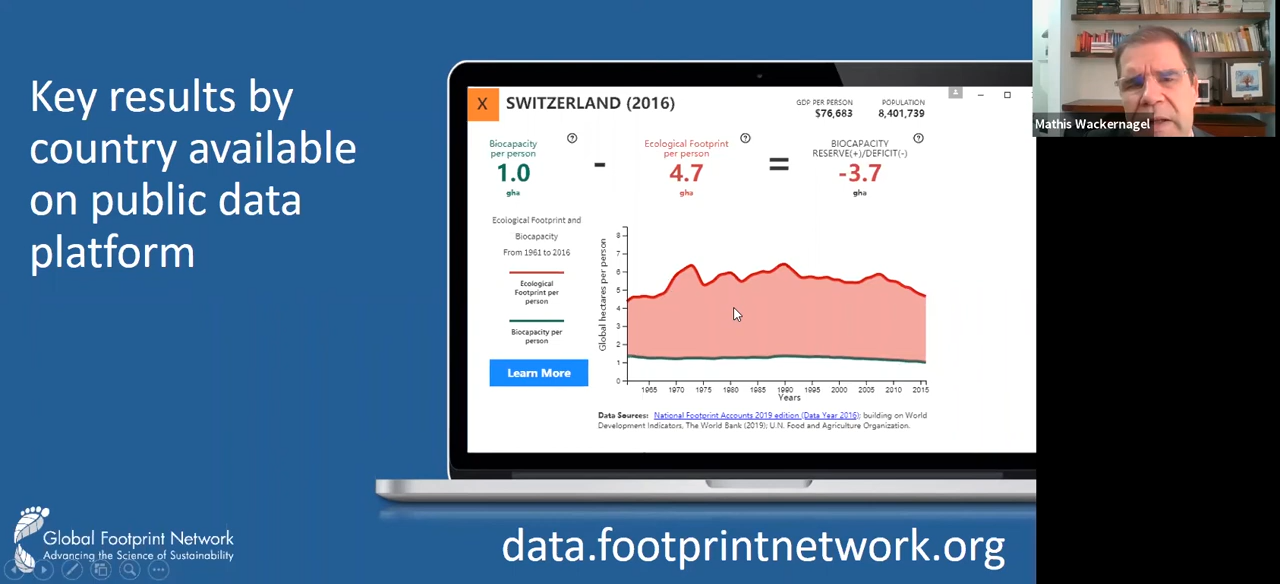 Key results by
country available
on public data
platform
X
SWITZERLAND (2016)
GDP PER PERSON
$76,683
POPULATION
8,401,739
Biocapacity
per person
1.0
gha
-
Ecological Footprint
per person
4.7
gha
=
BIOCAPACITY
RESERVE(+)/DEFICIT(-)
-3.7
gha
Ecological Footprint and
Biocapacity
From 1961 to 2016
Ecological
Footprint per
person
Biocapacity per
person
Learn More
Global hectares per person
8
7
6
5
4
3
2
1
0
1965 1970 1975 1980 1985 1990 1995 2000 2005 2010 2015
Years
Data Sources: National Footprint Accounts 2019 edition (Data Year 2016); building on World
Development Indicators, The World Bank (2019); U.N. Food and Agriculture Organization.
Global Footprint Network
Advancing the Science of Sustainability
data.footprintnetwork.org
Mathis Wackernagel